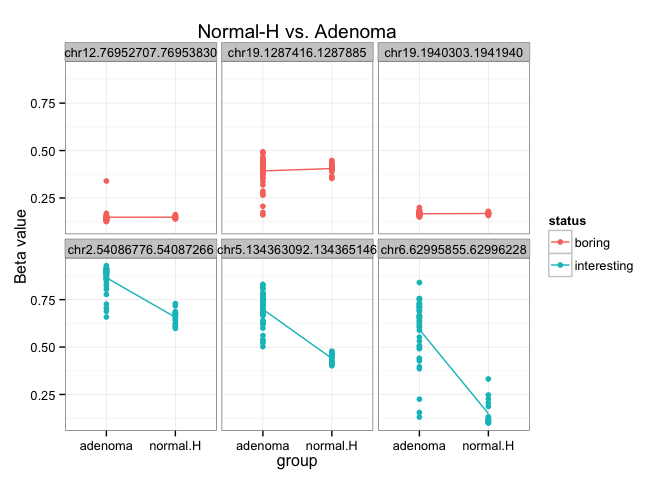 Normal-H vs. Adenoma
chr12.76952707.76953830 chr19.1287416.1287885 chr19.1940303.1941940
0.75
0.50
0.25
chr2.54086776.54087266 chr5.134363092.134365146 chr6.62995855.62996228
0.75
0.50
0.25
Beta value
adenoma normal.H adenoma normal.H adenoma normal.H
group
status
boring
interesting